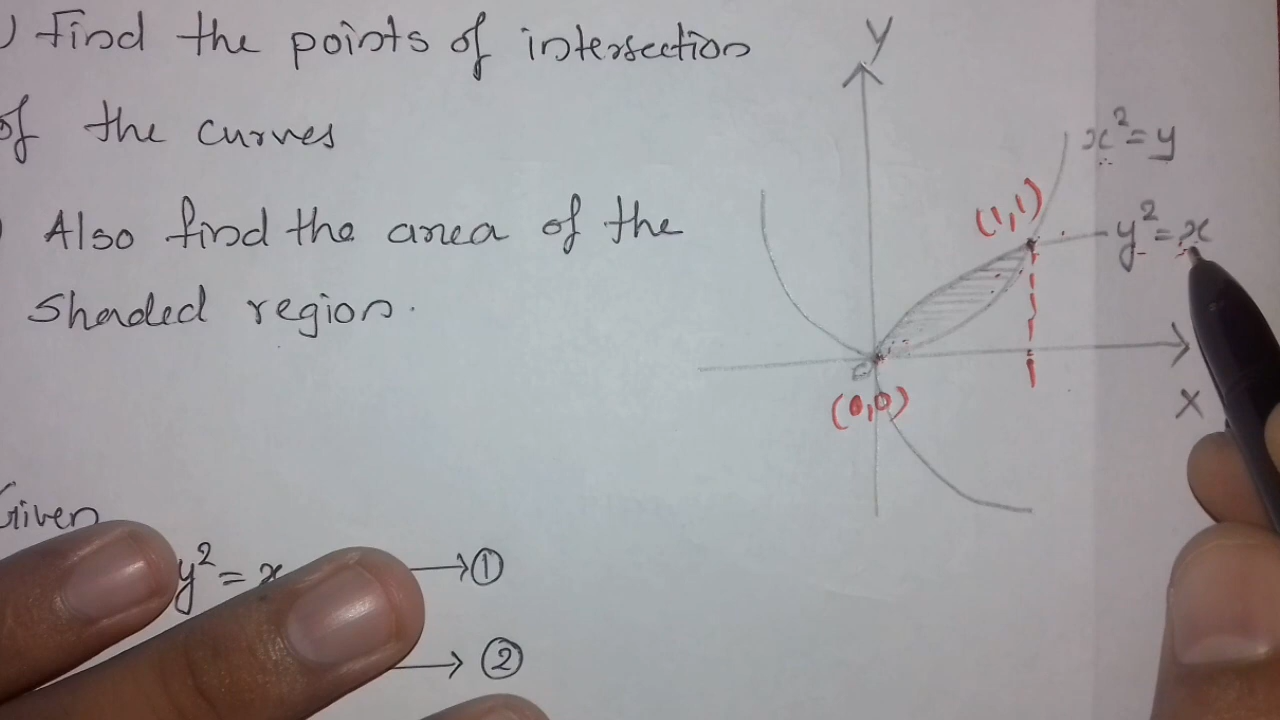 ) Find the points of intersection
of the curves
) Also find the area of the
shaded region.
Y
x² = y
(1,1)
y² = x
X
(0,0)
Given
y² = x → ①
→ ②